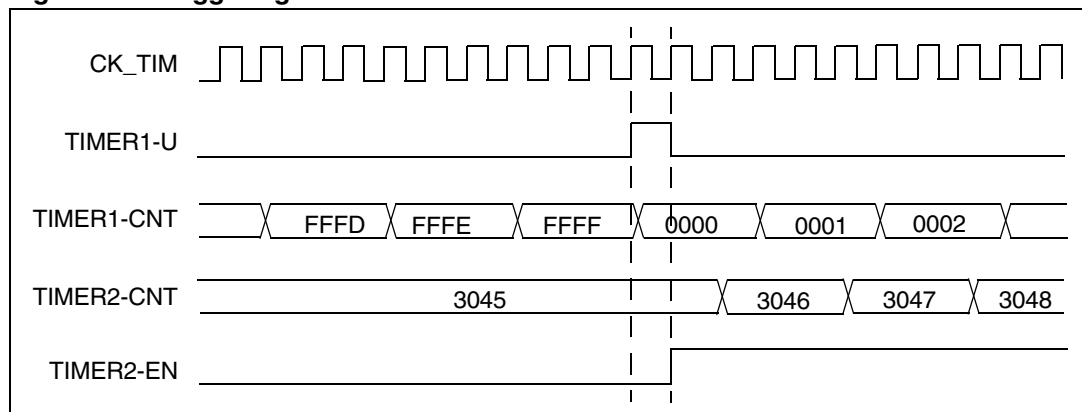 CK_TIM
TIMER1-U
TIMER1-CNT FFFD FFFE FFFF 0000 0001 0002
TIMER2-CNT 3045 3046 3047 3048
TIMER2-EN